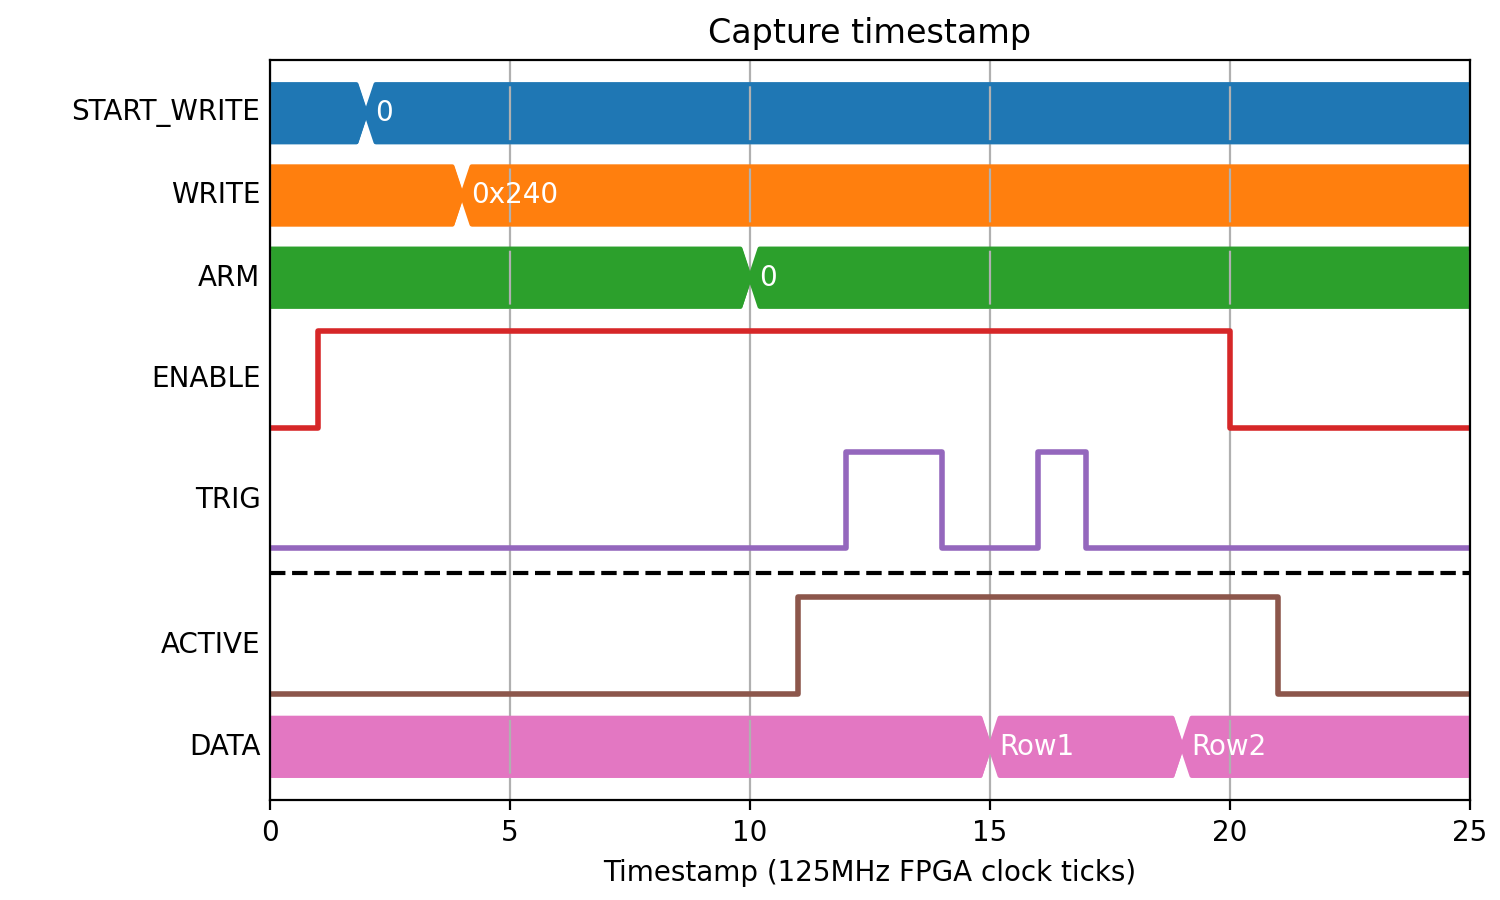 Capture timestamp
START_WRITE 0
WRITE 0x240
ARM 0
ENABLE
TRIG
ACTIVE
DATA Row1 Row2
0 5 10 15 20 25
Timestamp (125MHz FPGA clock ticks)